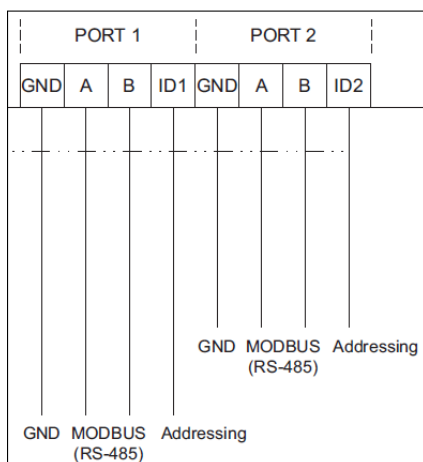 PORT 1 PORT 2
GND A B ID1 GND A B ID2
GND MODBUS Addressing
(RS-485)
GND MODBUS Addressing
(RS-485)